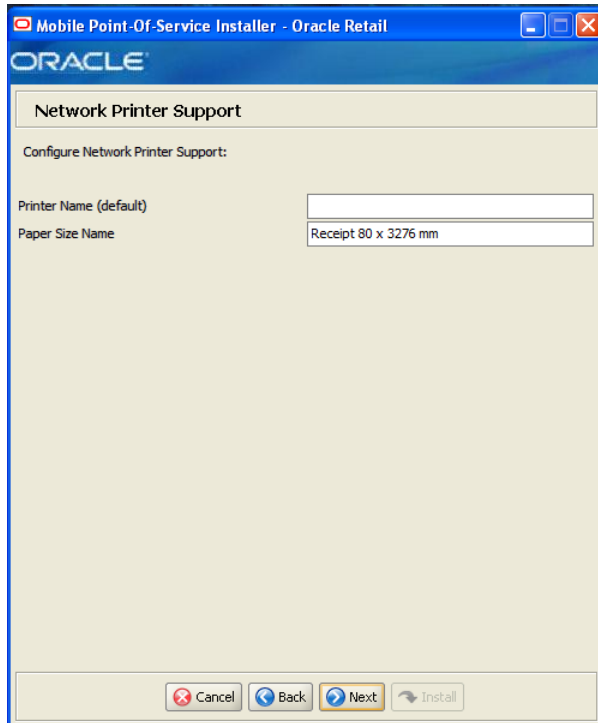 Mobile Point-Of-Service Installer - Oracle Retail
ORACLE
Network Printer Support
Configure Network Printer Support:
Printer Name (default)
Paper Size Name Receipt 80 x 3276 mm
Cancel Back Next Install